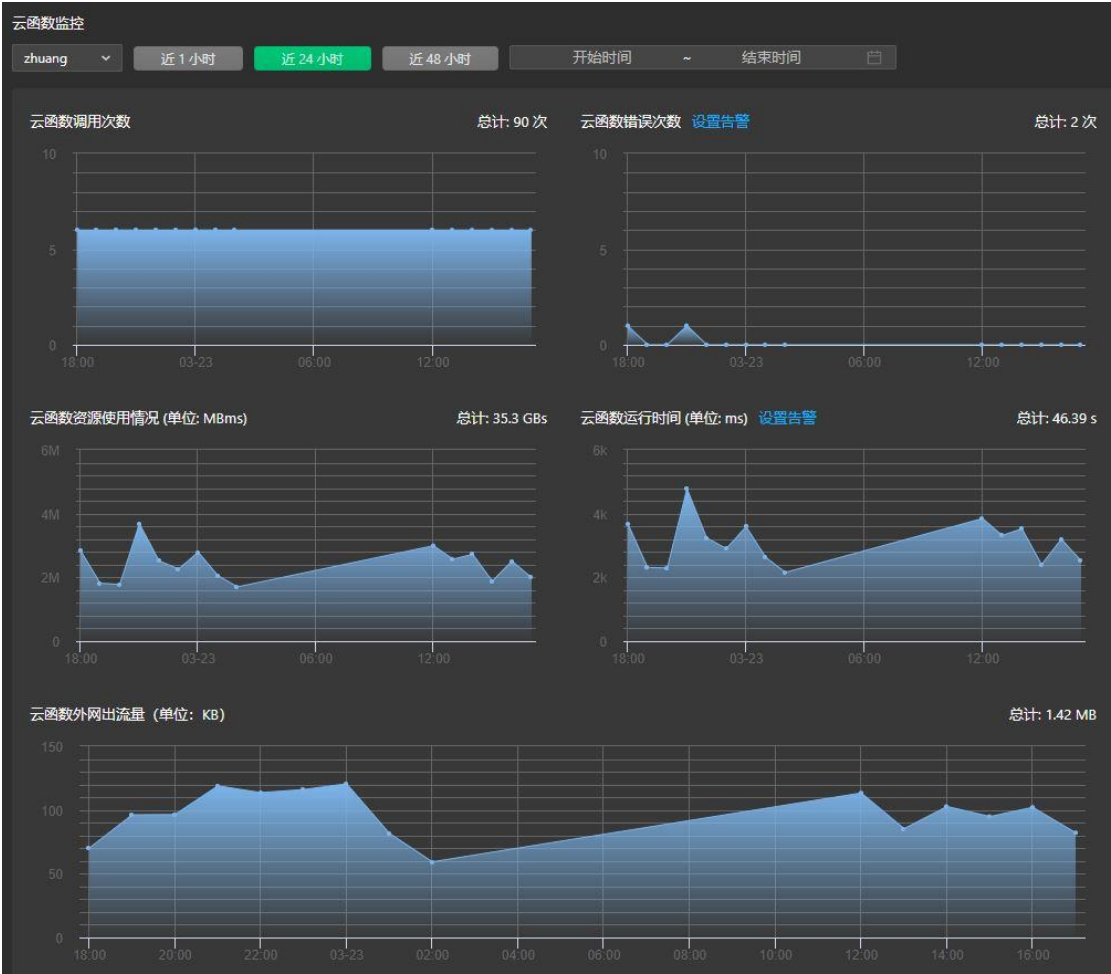 云函数监控
zhuang 近 1 小时 近 24 小时 近 48 小时 开始时间 ~ 结束时间
云函数调用次数 总计: 90 次
10
5
0
18:00 03-23 06:00 12:00
云函数错误次数 设置告警 总计: 2 次
10
5
0
18:00 03-23 06:00 12:00
云函数资源使用情况 (单位: MBms) 总计: 35.3 GBs
6M
4M
2M
0
18:00 03-23 06:00 12:00
云函数运行时间 (单位: ms) 设置告警 总计: 46.39 s
6k
4k
2k
0
18:00 03-23 06:00 12:00
云函数外网出流量（单位：KB） 总计: 1.42 MB
150
100
50
0
18:00 20:00 22:00 03-23 02:00 04:00 06:00 08:00 10:00 12:00 14:00 16:00